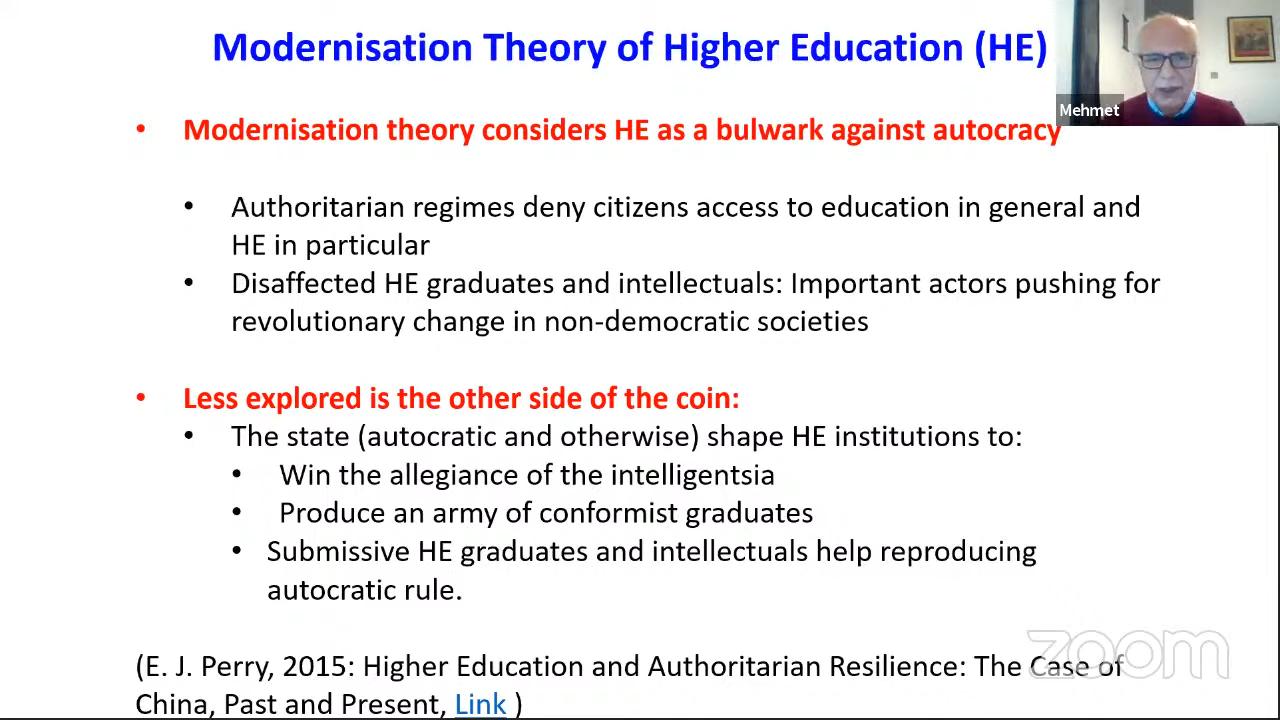 Modernisation Theory of Higher Education (HE)
Mehmet
• Modernisation theory considers HE as a bulwark against autocracy
• Authoritarian regimes deny citizens access to education in general and
HE in particular
• Disaffected HE graduates and intellectuals: Important actors pushing for
revolutionary change in non-democratic societies
• Less explored is the other side of the coin:
• The state (autocratic and otherwise) shape HE institutions to:
• Win the allegiance of the intelligentsia
• Produce an army of conformist graduates
• Submissive HE graduates and intellectuals help reproducing
autocratic rule.
zoom
(E. J. Perry, 2015: Higher Education and Authoritarian Resilience: The Case of
China, Past and Present, Link )